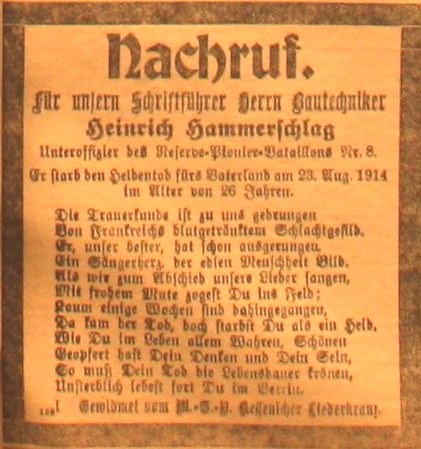 Nachruf.
Für unsern Schriftführer Herrn Bautechniker
Heinrich Hammerschlag
Unteroffizier des Reserve-Pionier-Bataillons Nr. 8.
Er starb den Heldentod fürs Vaterland am 23. Aug. 1914
im Alter von 26 Jahren.
Die Trauerkunde ist zu uns gedrungen
Von Frankreichs blutgetränktem Schlachtgefild.
Er, unser bester, hat schon ausgerungen.
Ein Sängerherz, der edlen Menschheit Bild.
Als wir zum Abschied unsere Lieder sangen,
Mit frohem Mute zogest Du ins Feld;
Kaum einige Wochen sind dahingegangen,
Da kam der Tod, doch starbst Du als ein Held.
Wie Du im Leben allem Wahren, Schönen
Geopfert hast Dein Denken und Dein Sein,
So muß Dein Tod die Lebensdauer krönen,
Unsterblich lebest fort Du im Verein.
Gewidmet vom M.-G.-V. Kessenicher Liederkranz.